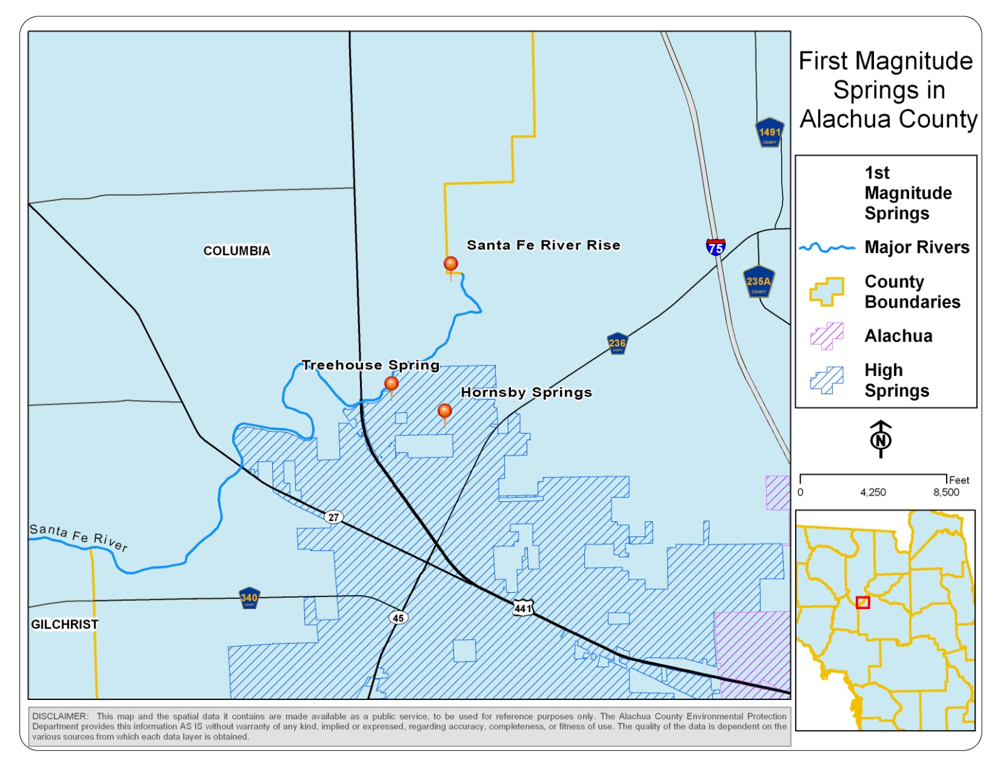 First Magnitude
Springs in
Alachua County
1491
COUNTY
1st
Magnitude
Springs
Major Rivers
COLUMBIA
Santa Fe River Rise
75
235A
COUNTY
County
Boundaries
236
COUNTY
Alachua
Treehouse Spring
High
Springs
Hornsby Springs
N
Feet
0
4,250
8,500
27
Santa Fe River
340
COUNTY
441
45
GILCHRIST
DISCLAIMER: This map and the spatial data it contains are made available as a public service, to be used for reference purposes only. The Alachua County Environmental Protection
Department provides this information AS IS without warranty of any kind, implied or expressed, regarding accuracy, completeness, or fitness of use. The quality of the data is dependent on the
various sources from which each data layer is obtained.